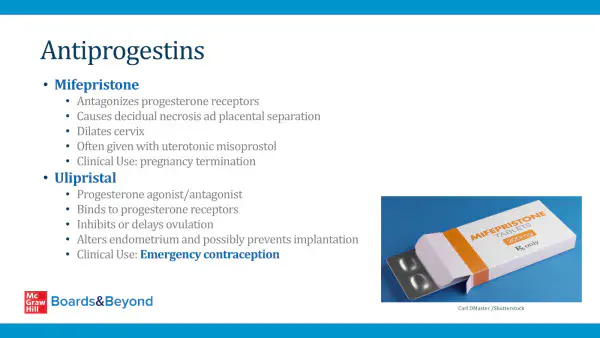 Antiprogestins
• Mifepristone
• Antagonizes progesterone receptors
• Causes decidual necrosis ad placental separation
• Dilates cervix
• Often given with uterotonic misoprostol
• Clinical Use: pregnancy termination
• Ulipristal
• Progesterone agonist/antagonist
• Binds to progesterone receptors
• Inhibits or delays ovulation
• Alters endometrium and possibly prevents implantation
• Clinical Use: Emergency contraception
MIFEPRISTONE
TABLETS
Rx only
Carl DMaster /Shutterstock
Mc
Graw
Hill
Boards&Beyond